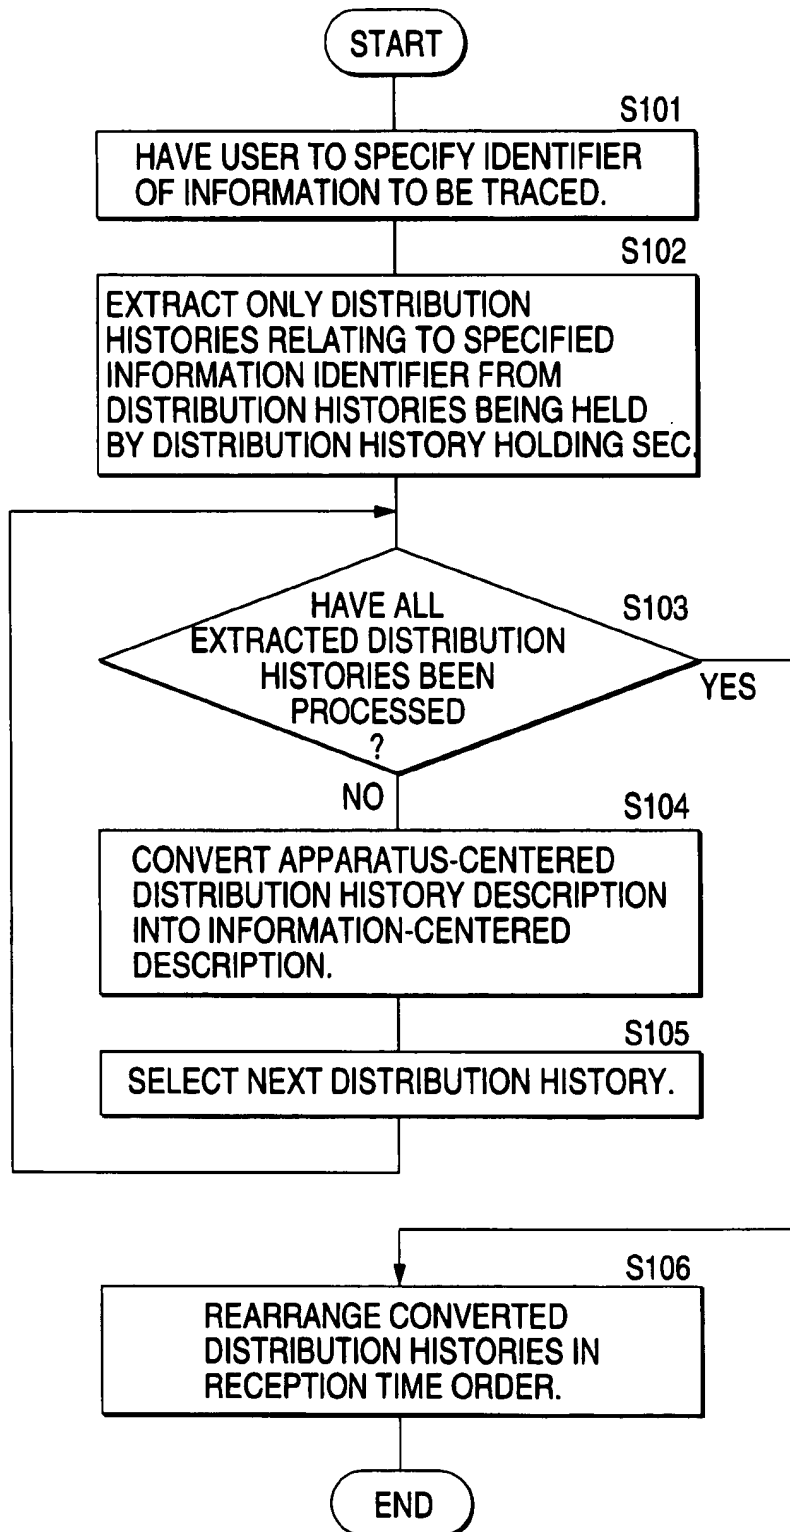 START
S101
HAVE USER TO SPECIFY IDENTIFIER
OF INFORMATION TO BE TRACED.
S102
EXTRACT ONLY DISTRIBUTION
HISTORIES RELATING TO SPECIFIED
INFORMATION IDENTIFIER FROM
DISTRIBUTION HISTORIES BEING HELD
BY DISTRIBUTION HISTORY HOLDING SEC.
S103
HAVE ALL
EXTRACTED DISTRIBUTION
HISTORIES BEEN
PROCESSED
?
YES
NO
S104
CONVERT APPARATUS-CENTERED
DISTRIBUTION HISTORY DESCRIPTION
INTO INFORMATION-CENTERED
DESCRIPTION.
S105
SELECT NEXT DISTRIBUTION HISTORY.
S106
REARRANGE CONVERTED
DISTRIBUTION HISTORIES IN
RECEPTION TIME ORDER.
END